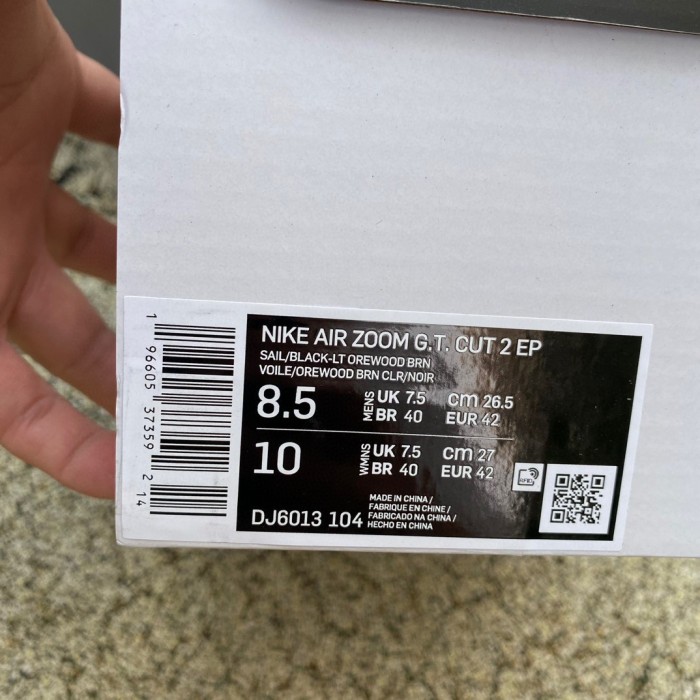 NIKE AIR ZOOM G.T. CUT 2 EP
SAIL/BLACK-LT OREWOOD BRN
VOILE/OREWOOD BRN CLR/NOIR
8.5 MENS UK 7.5 cm 26.5
BR 40 EUR 42
10 WMNS UK 7.5 cm 27
BR 40 EUR 42
RFID
DJ6013 104
MADE IN CHINA /
FABRIQUE EN CHINE /
FABRICADO NA CHINA /
HECHO EN CHINA
1 96605 37359 2 14